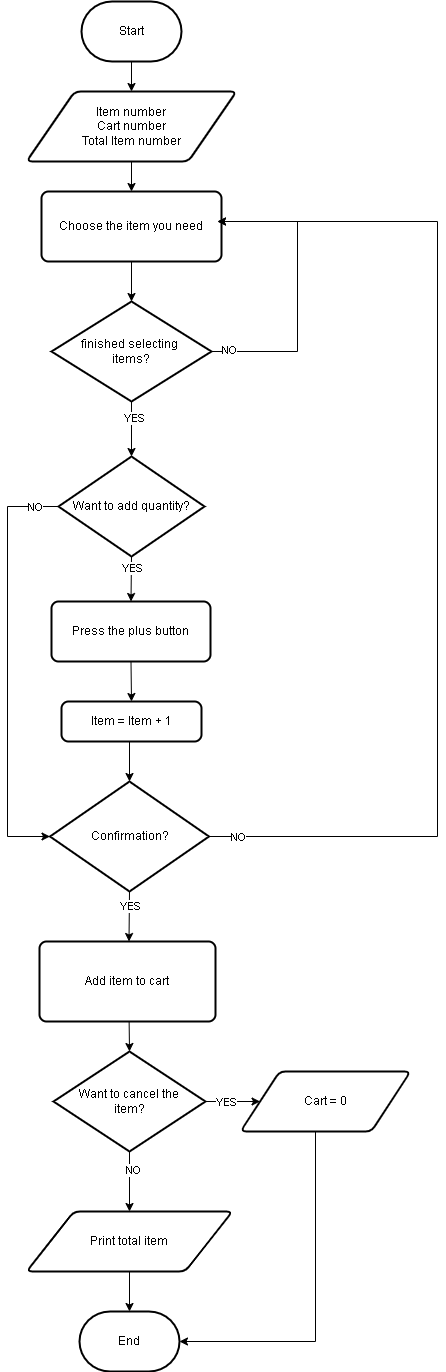 Start
Item number
Cart number
Total Item number
Choose the item you need
finished selecting
items?
NO
YES
Want to add quantity?
NO
YES
Press the plus button
Item = Item + 1
Confirmation?
NO
YES
Add item to cart
Want to cancel the
item?
YES
Cart = 0
NO
Print total item
End